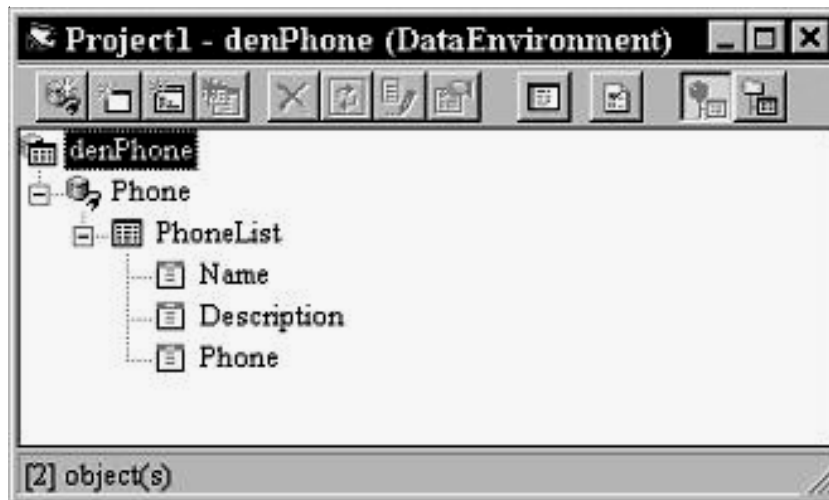 Project1 - denPhone (DataEnvironment)
denPhone
Phone
PhoneList
Name
Description
Phone
[2] object(s)